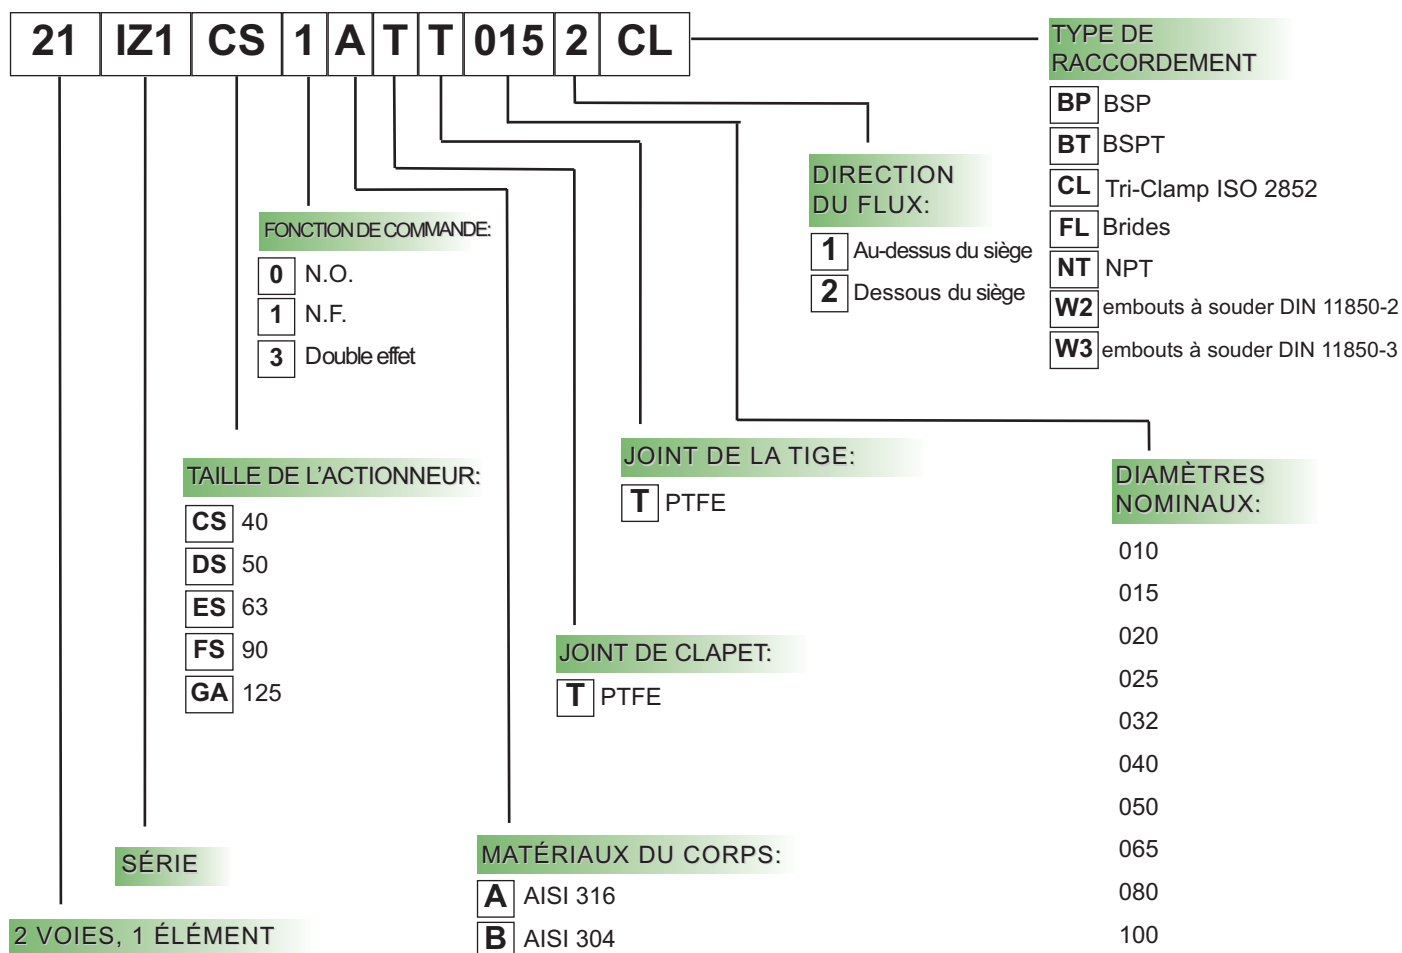 21 IZ1 CS 1 A T T 015 2 CL
TYPE DE
RACCORDEMENT
BP BSP
BT BSPT
CL Tri-Clamp ISO 2852
FL Brides
NT NPT
W2 embouts à souder DIN 11850-2
W3 embouts à souder DIN 11850-3
DIRECTION
DU FLUX:
1 Au-dessus du siège
2 Dessous du siège
FONCTION DE COMMANDE:
0 N.O.
1 N.F.
3 Double effet
JOINT DE LA TIGE:
T PTFE
TAILLE DE L'ACTIONNEUR:
CS 40
DS 50
ES 63
FS 90
GA 125
DIAMÈTRES
NOMINAUX:
010
015
020
025
032
040
050
065
080
100
JOINT DE CLAPET:
T PTFE
SÉRIE
MATÉRIAUX DU CORPS:
A AISI 316
B AISI 304
2 VOIES, 1 ÉLÉMENT